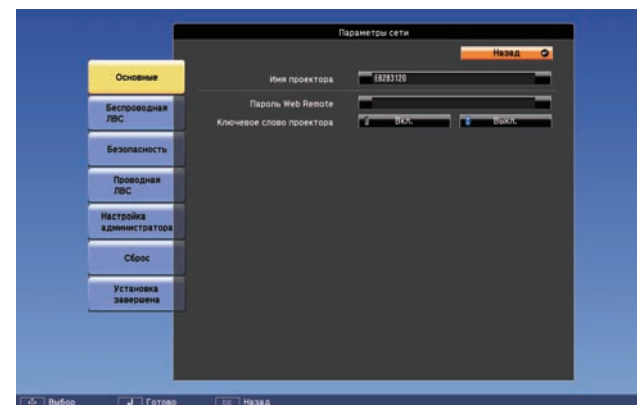 Параметры сети
Назад
Основные
Имя проектора
EB283120
Беспроводная
ЛВС
Пароль Web Remote
Ключевое слово проектора
Вкл.
Выкл.
Безопасность
Проводная
ЛВС
Настройка
администратора
Сброс
Установка
завершена
Выбор
Готово
Назад